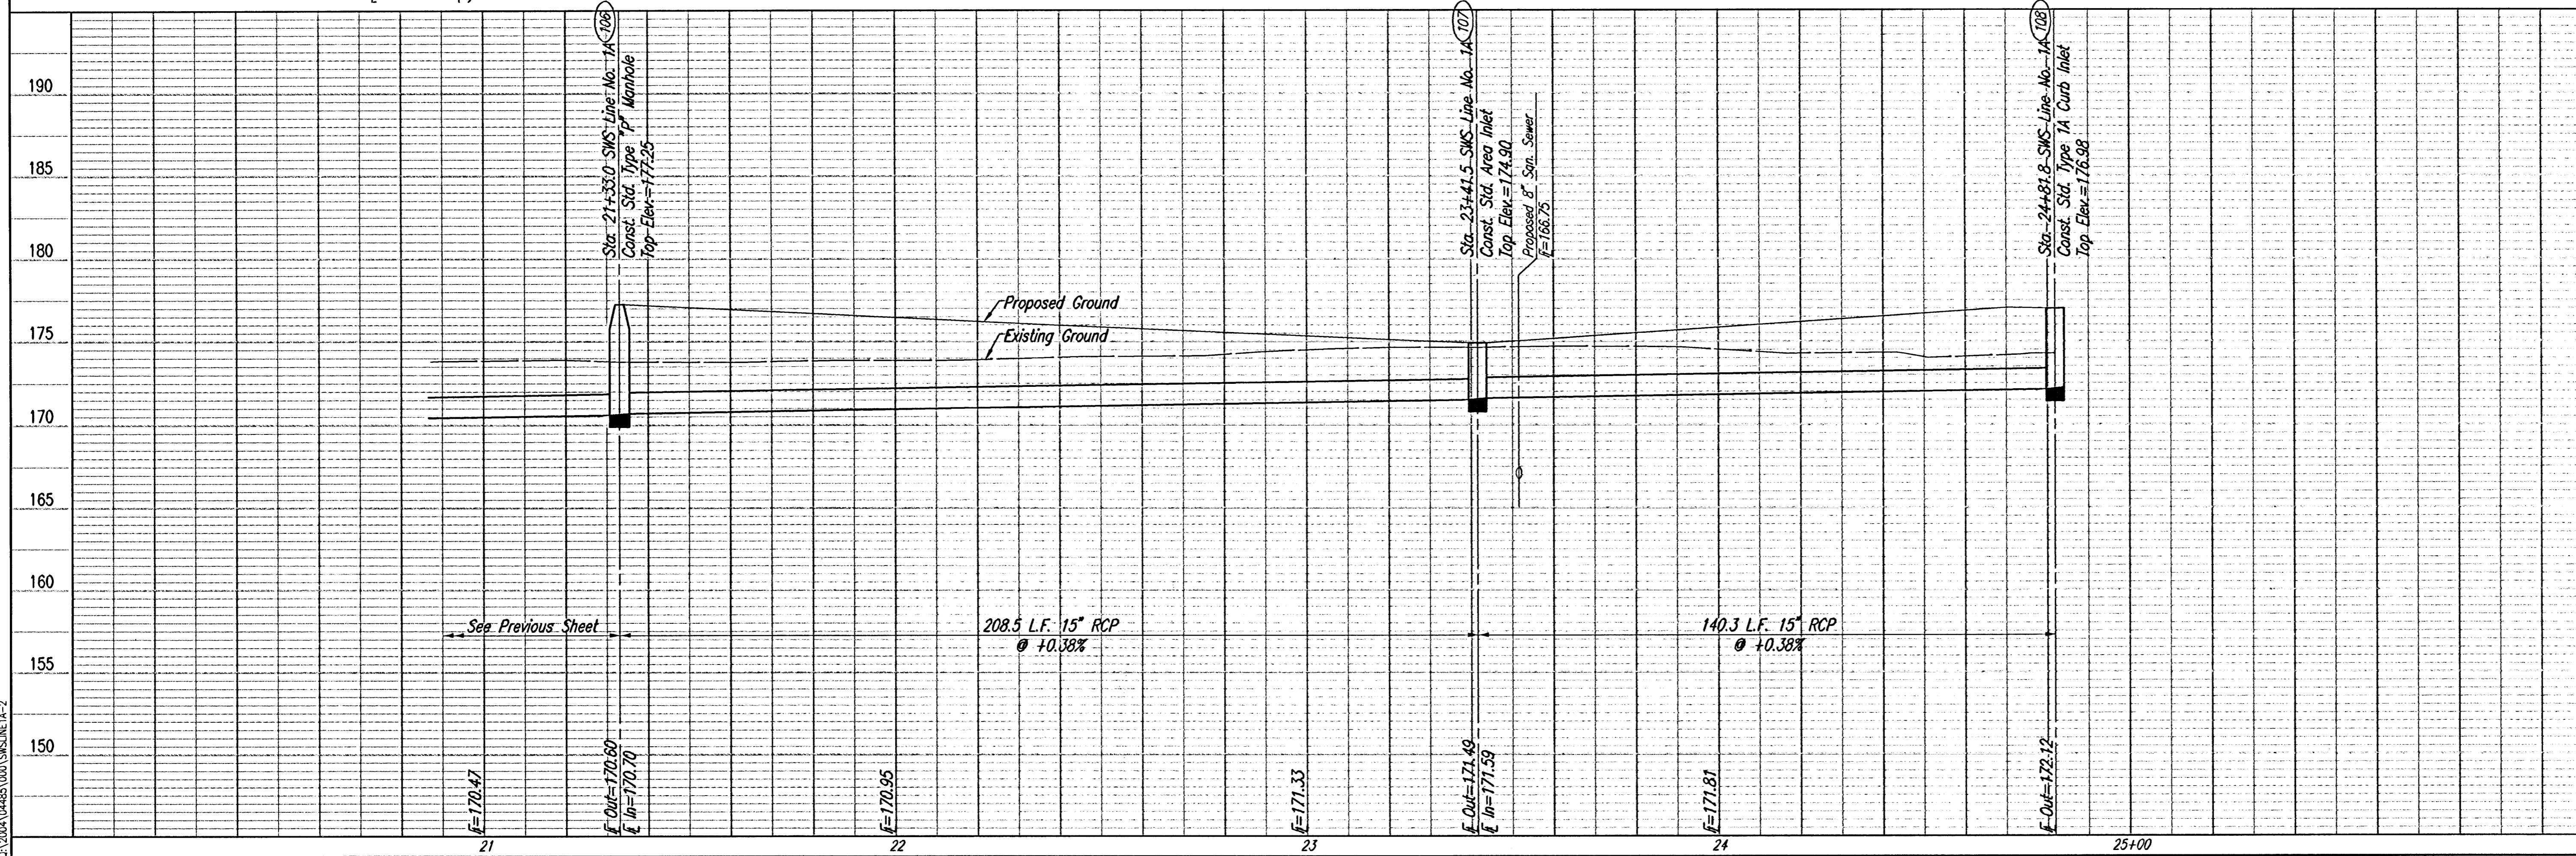 106
Sta. 21+33.0 SWS Line No. 1A
Const. Std. Type "P" Manhole
Top Elev.=177.25
107
Sta. 23+41.5 SWS Line No. 1A
Const. Std. Area Inlet
Top Elev.=174.90
Proposed 8" San. Sewer
=166.75
108
Sta. 24+81.8 SWS Line No. 1A
Const. Std. Type 1A Curb Inlet
Top Elev.=176.98
190
185
180
175
170
165
160
155
150
Proposed Ground
Existing Ground
See Previous Sheet
208.5 L.F. 15" RCP
@ +0.38%
140.3 L.F. 15" RCP
@ +0.38%
=170.47
Out=170.60
In=170.70
=170.95
=171.33
Out=171.49
In=171.59
=171.81
Out=172.12
21
22
23
24
25+00